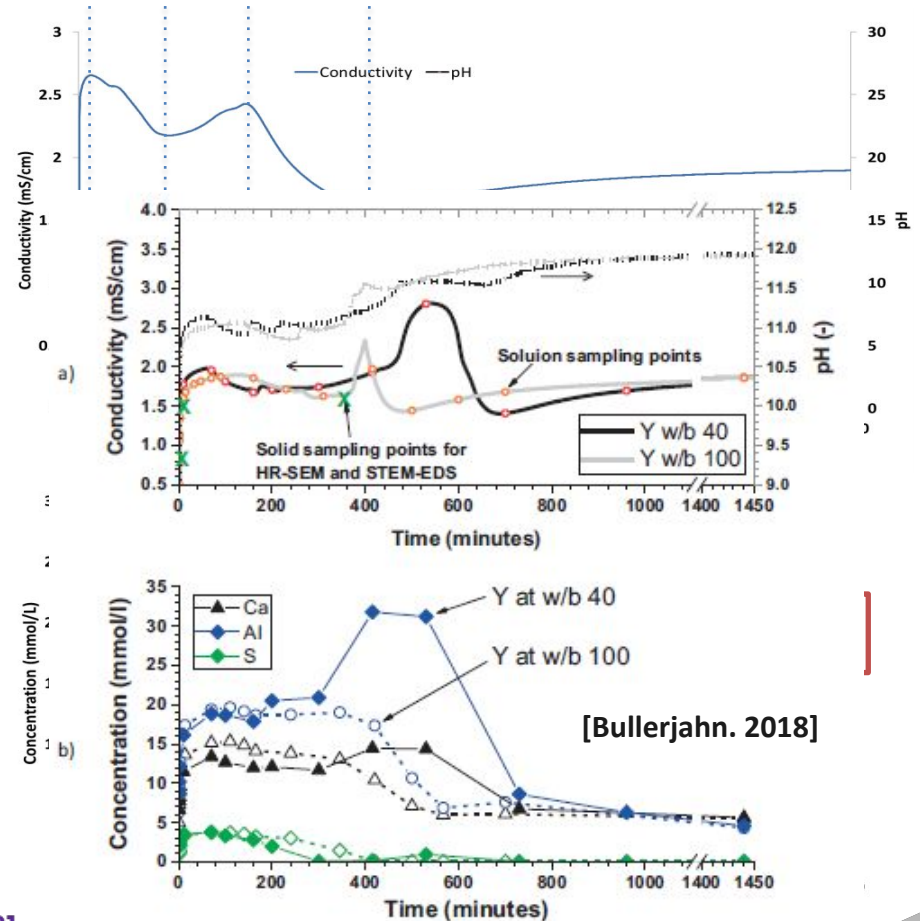 3
30
Conductivity
pH
2.5
25
2
20
Conductivity (mS/cm)
1
15
pH
10
0
5
0
a)
4.0
3.5
3.0
2.5
2.0
1.5
1.0
0.5
Conductivity (mS/cm)
12.5
12.0
11.5
11.0
10.5
10.0
9.5
9.0
pH (-)
Soluion sampling points
Solid sampling points for
HR-SEM and STEM-EDS
Y w/b 40
Y w/b 100
0 200 400 600 800 1000 1400 1450
Time (minutes)
Concentration (mmol/L)
2
2
1
1
b)
35
30
25
20
15
10
5
0
Concentration (mmol/l)
Ca
Al
S
Y at w/b 40
Y at w/b 100
[Bullerjahn. 2018]
0 200 400 600 800 1000 1400 1450
Time (minutes)